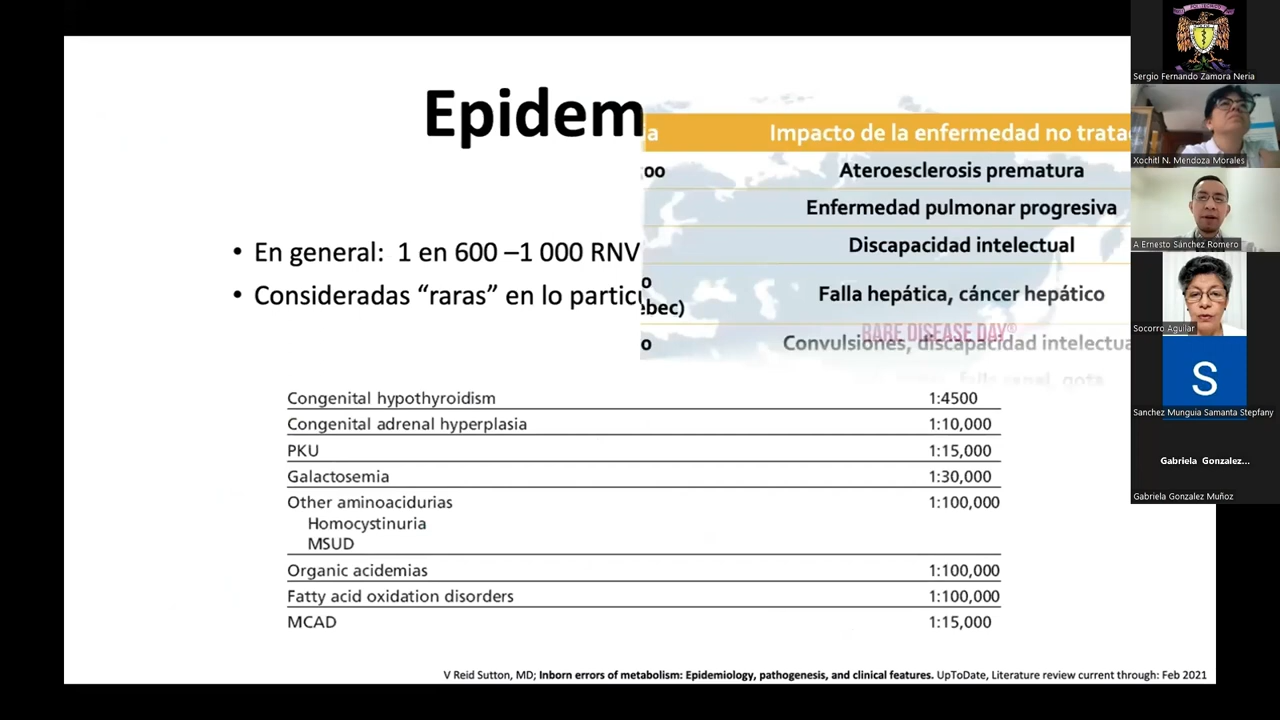 Epidem
• En general: 1 en 600 –1 000 RNV
• Consideradas “raras” en lo particu
Impacto de la enfermedad no trata
oo
Ateroesclerosis prematura
Enfermedad pulmonar progresiva
Discapacidad intelectual
o
ebec)
Falla hepática, cáncer hepático
RARE DISEASE DAY®
o
Convulsiones, discapacidad intelectua
falla renal, gota
Congenital hypothyroidism 1:4500
Congenital adrenal hyperplasia 1:10,000
PKU 1:15,000
Galactosemia 1:30,000
Other aminoacidurias 1:100,000
Homocystinuria
MSUD
Organic acidemias 1:100,000
Fatty acid oxidation disorders 1:100,000
MCAD 1:15,000
V Reid Sutton, MD; Inborn errors of metabolism: Epidemiology, pathogenesis, and clinical features. UpToDate, Literature review current through: Feb 2021
Sergio Fernando Zamora Neria
Xochitl N. Mendoza Morales
A Ernesto Sánchez Romero
Socorro Aguilar
S
Sanchez Munguia Samanta Stepfany
Gabriela Gonzalez...
Gabriela Gonzalez Muñoz